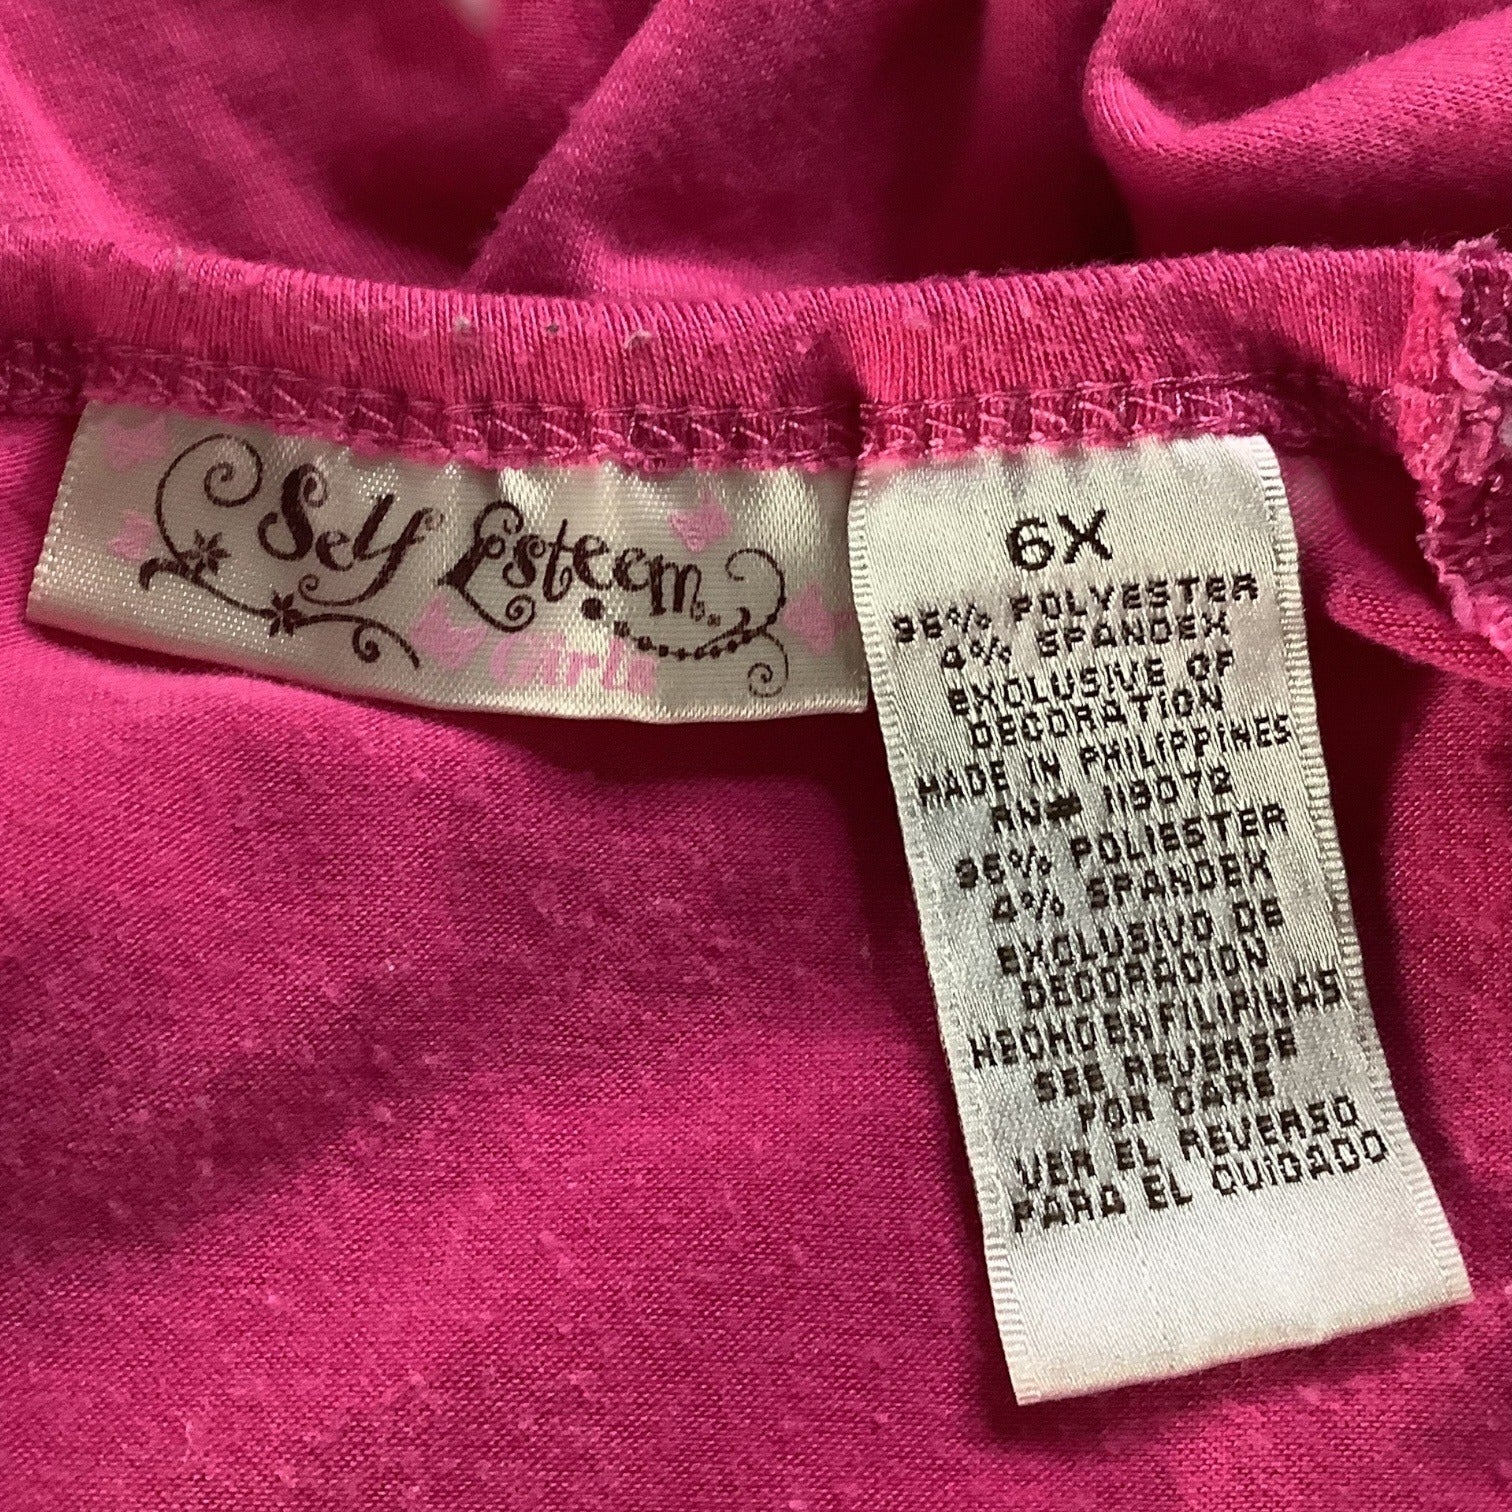 Self Esteem
Girls
6X
96% POLYESTER
4% SPANDEX
EXCLUSIVE OF
DECORATION
MADE IN PHILIPPINES
RN# 119072
96% POLIESTER
4% SPANDEX
EXCLUSIVO DE
DECORACION
HECHO EN FILIPINAS
SEE REVERSE
FOR CARE
VER EL REVERSO
PARA EL CUIDADO